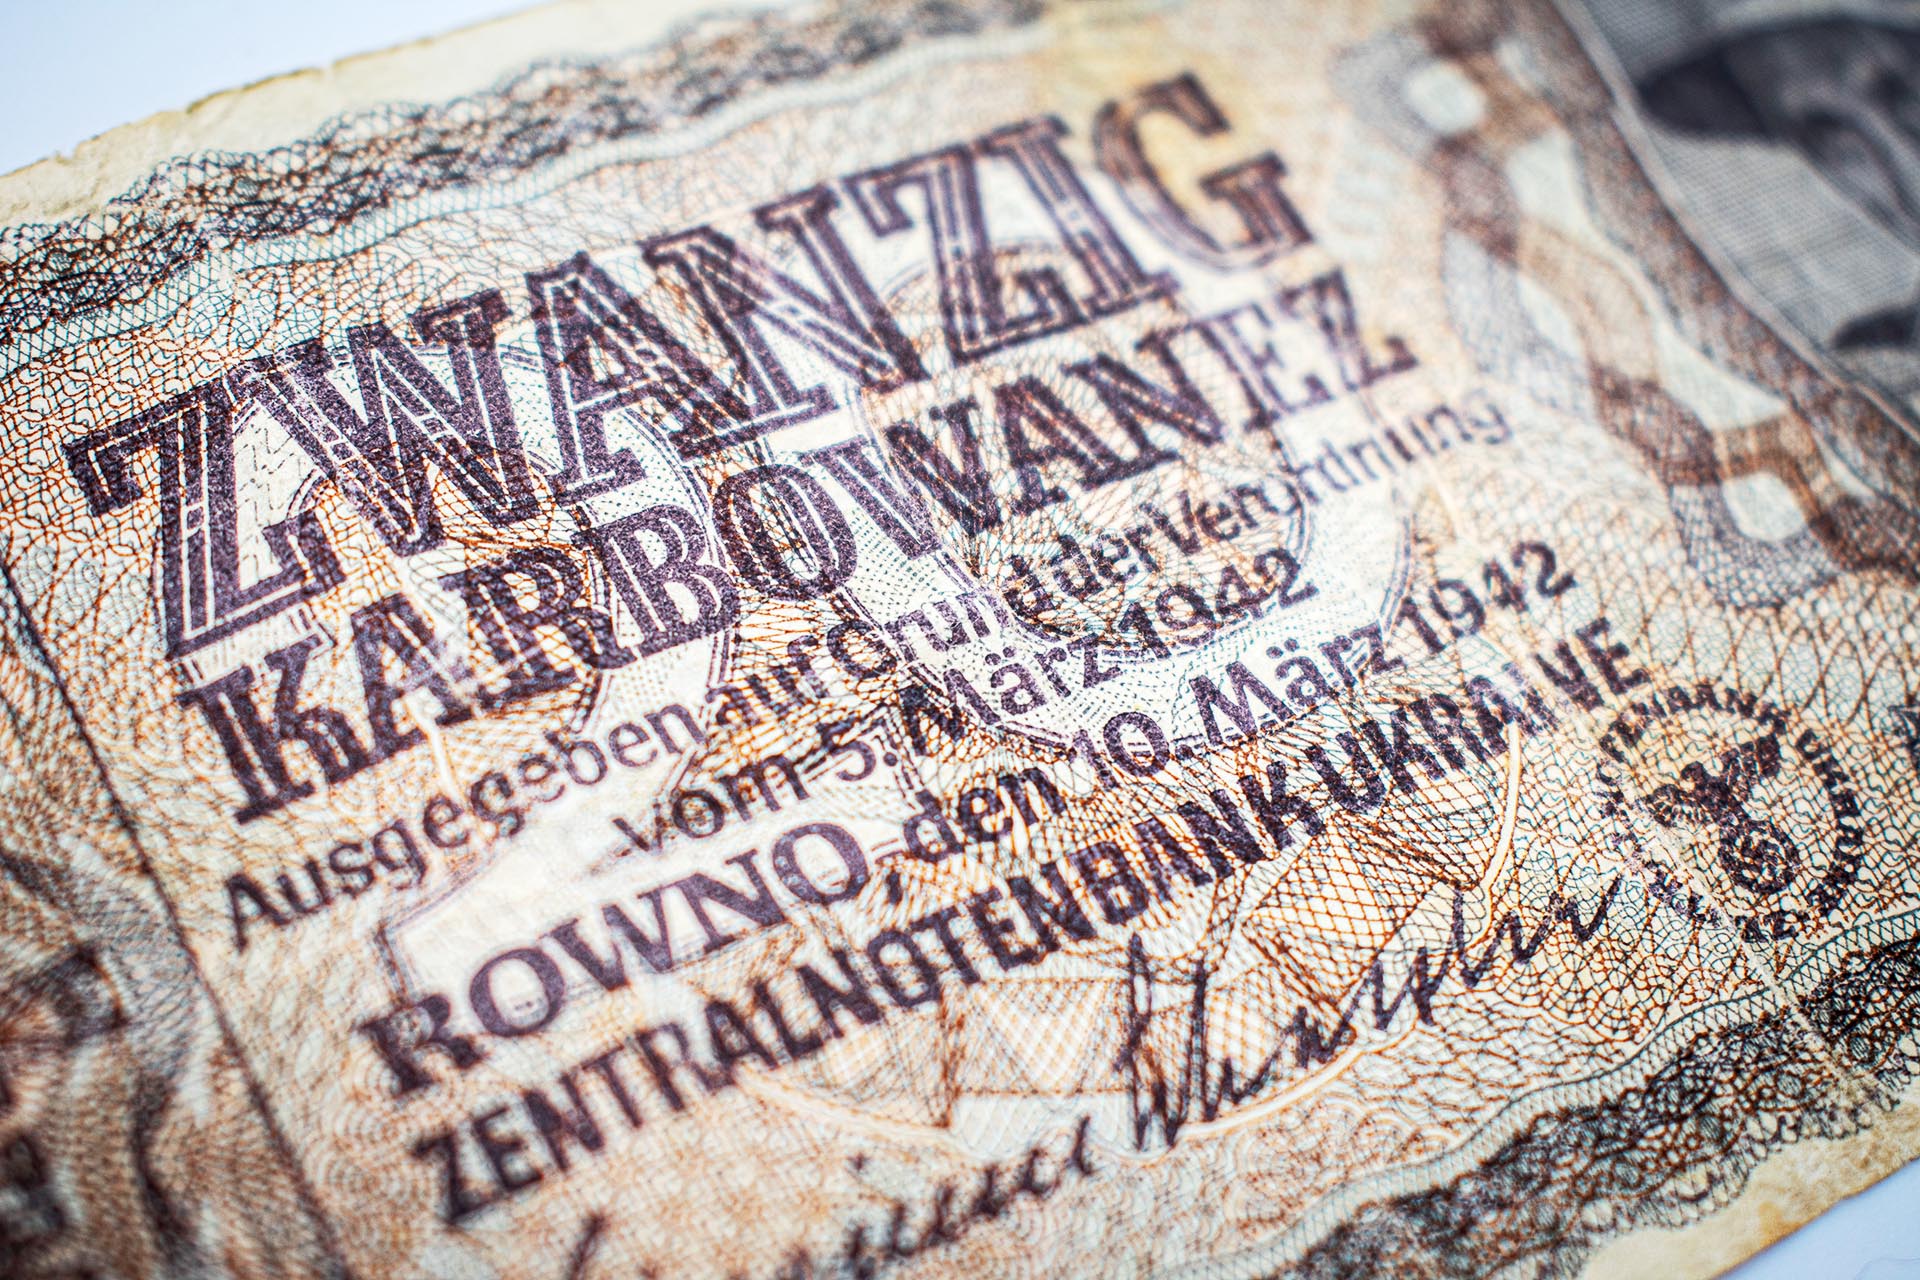 ZWANZIG
KARBOWANEZ
Ausgegeben auf Grund der Verordnung
vom 5. März 1942
ROWNO, den 10. März 1942
ZENTRALNOTENBANK UKRAINE